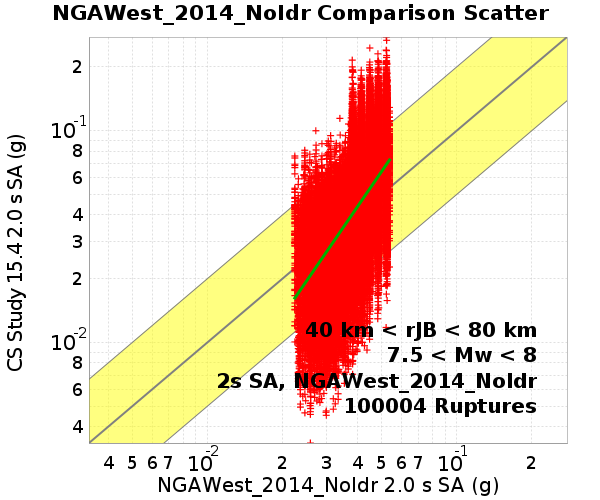 NGAWest_2014_NoIdr Comparison Scatter
CS Study 15.4 2.0 s SA (g)
2
10-1
8
6
4
3
2
10-2
8
6
4
40 km < rJB < 80 km
7.5 < Mw < 8
2s SA, NGAWest_2014_NoIdr
100004 Ruptures
4 5 6 7 10-2 2 3 4 5 6 7 10-1 2
NGAWest_2014_NoIdr 2.0 s SA (g)